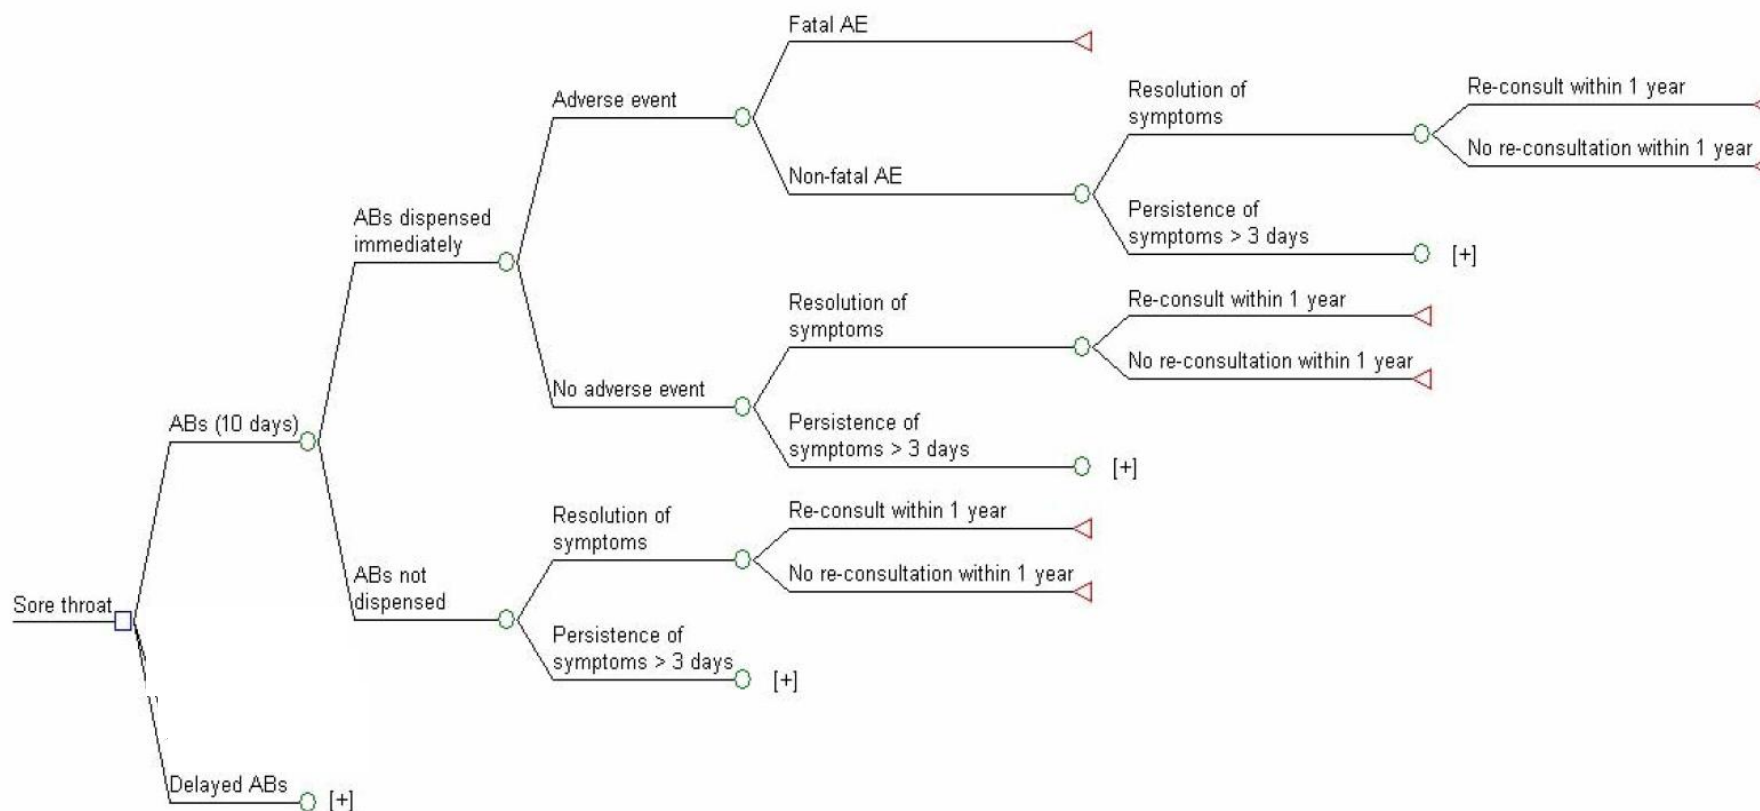 Fatal AE
Adverse event
Resolution of
symptoms
Re-consult within 1 year
No re-consultation within 1 year
Non-fatal AE
Persistence of
symptoms > 3 days
[+]
ABs dispensed
immediately
Resolution of
symptoms
Re-consult within 1 year
No re-consultation within 1 year
No adverse event
Persistence of
symptoms > 3 days
[+]
ABs (10 days)
Resolution of
symptoms
Re-consult within 1 year
No re-consultation within 1 year
ABs not
dispensed
Persistence of
symptoms > 3 days
[+]
Sore throat
Delayed ABs
[+]